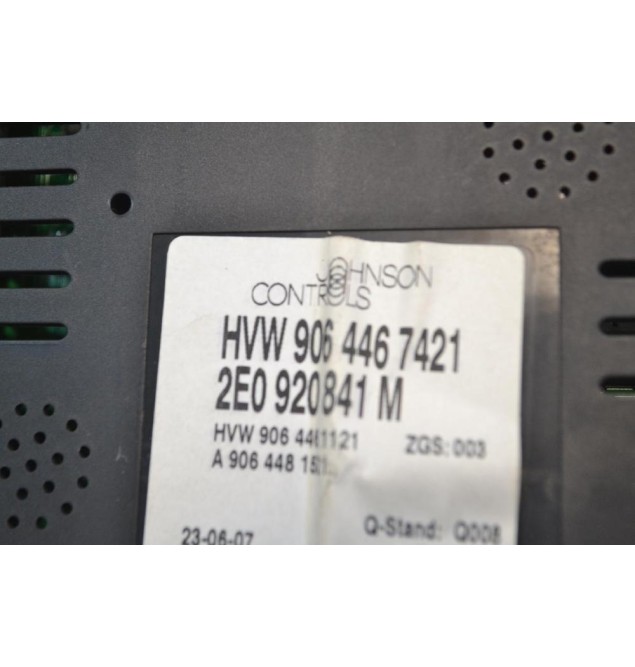 JOHNSON
CONTROLS
HVW 906 446 7421
2E0 920841 M
HVW 906 4461121
ZGS: 003
A 906 448
23-06-07
Q-Stand: Q008